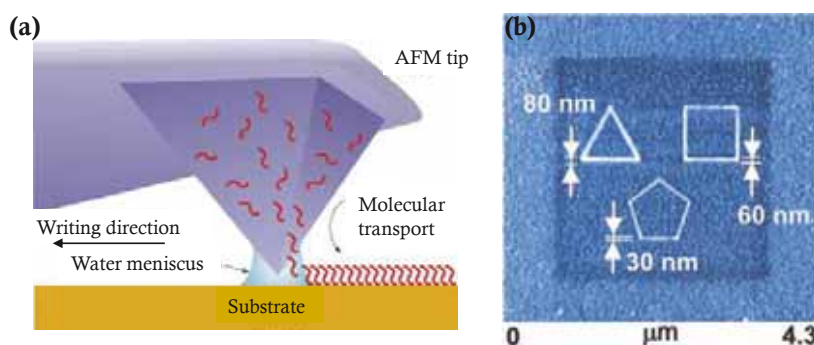 (a)
AFM tip
Writing direction
Water meniscus
Molecular
transport
Substrate
(b)
80 nm
60 nm
30 nm
0 μm 4.3